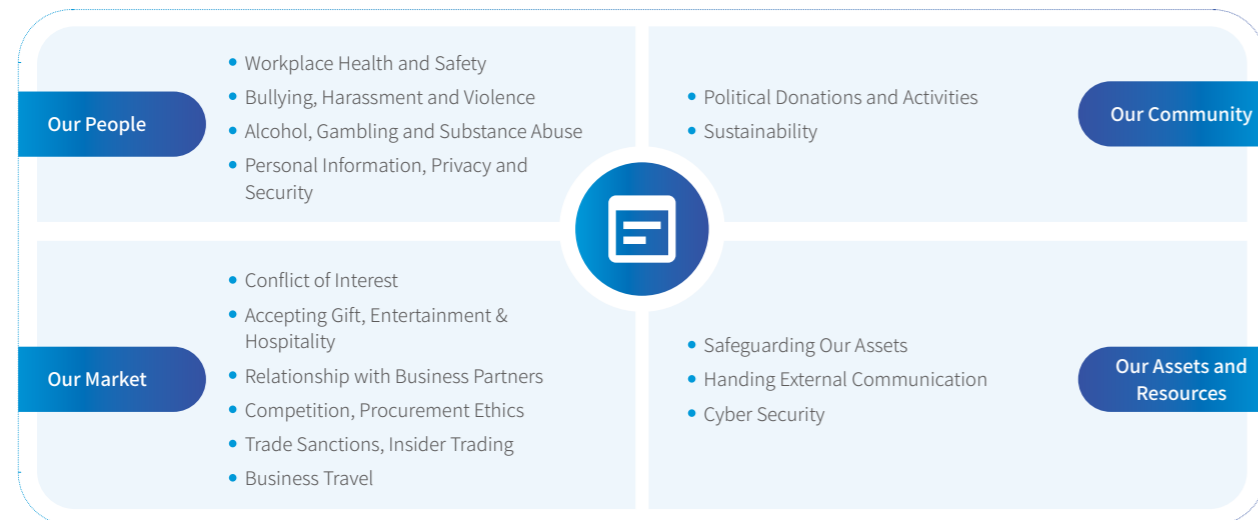 Our People
• Workplace Health and Safety
• Bullying, Harassment and Violence
• Alcohol, Gambling and Substance Abuse
• Personal Information, Privacy and
Security
• Political Donations and Activities
• Sustainability
Our Community
Our Market
• Conflict of Interest
• Accepting Gift, Entertainment &
Hospitality
• Relationship with Business Partners
• Competition, Procurement Ethics
• Trade Sanctions, Insider Trading
• Business Travel
• Safeguarding Our Assets
• Handing External Communication
• Cyber Security
Our Assets and
Resources